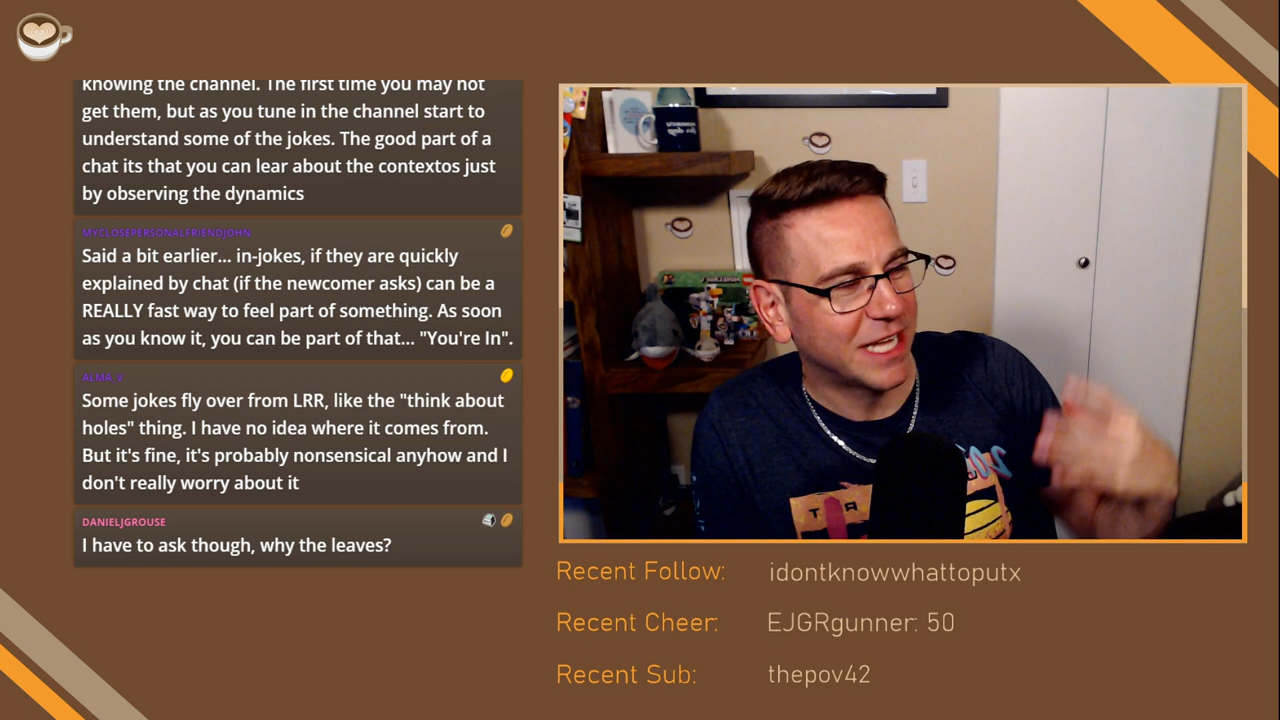 knowing the channel. The first time you may not
get them, but as you tune in the channel start to
understand some of the jokes. The good part of a
chat its that you can lear about the contextos just
by observing the dynamics
MYCLOSEPERSONALFRIENDJOHN
Said a bit earlier... in-jokes, if they are quickly
explained by chat (if the newcomer asks) can be a
REALLY fast way to feel part of something. As soon
as you know it, you can be part of that... "You're In".
ALMA_V
Some jokes fly over from LRR, like the "think about
holes" thing. I have no idea where it comes from.
But it's fine, it's probably nonsensical anyhow and I
don't really worry about it
DANIELJGROUSE
I have to ask though, why the leaves?
Recent Follow: idontknowwhattoputx
Recent Cheer: EJGRgunner: 50
Recent Sub: thepov42